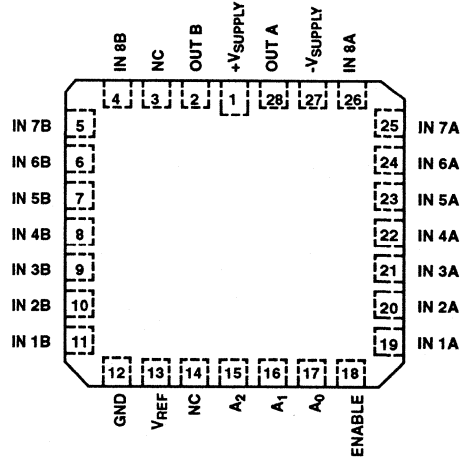 IN 8B
NC
OUT B
+VSUPPLY
OUT A
-VSUPPLY
IN 8A
4 3 2 1 28 27 26
IN 7B 5 25 IN 7A
IN 6B 6 24 IN 6A
IN 5B 7 23 IN 5A
IN 4B 8 22 IN 4A
IN 3B 9 21 IN 3A
IN 2B 10 20 IN 2A
IN 1B 11 19 IN 1A
12 13 14 15 16 17 18
GND
VREF
NC
A2
A1
A0
ENABLE